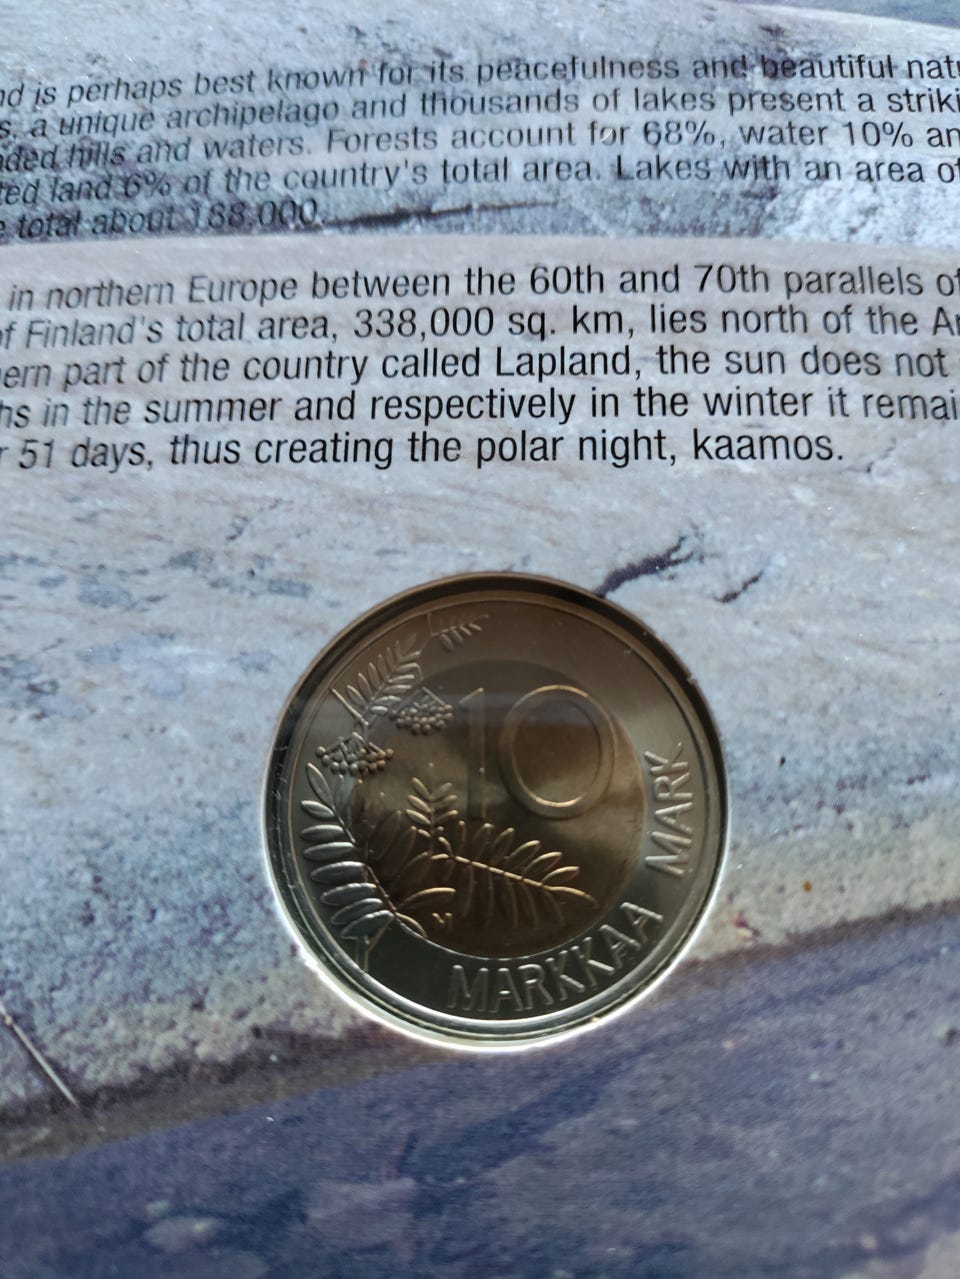 nd is perhaps best known for its peacefulness and beautiful natu
s, a unique archipelago and thousands of lakes present a striki
ded hills and waters. Forests account for 68%, water 10% an
ted land 6% of the country's total area. Lakes with an area of
e total about 188,000.
in northern Europe between the 60th and 70th parallels of
of Finland's total area, 338,000 sq. km, lies north of the Ar
ern part of the country called Lapland, the sun does not
hs in the summer and respectively in the winter it remai
r 51 days, thus creating the polar night, kaamos.
10
M
MARKKAA MARK